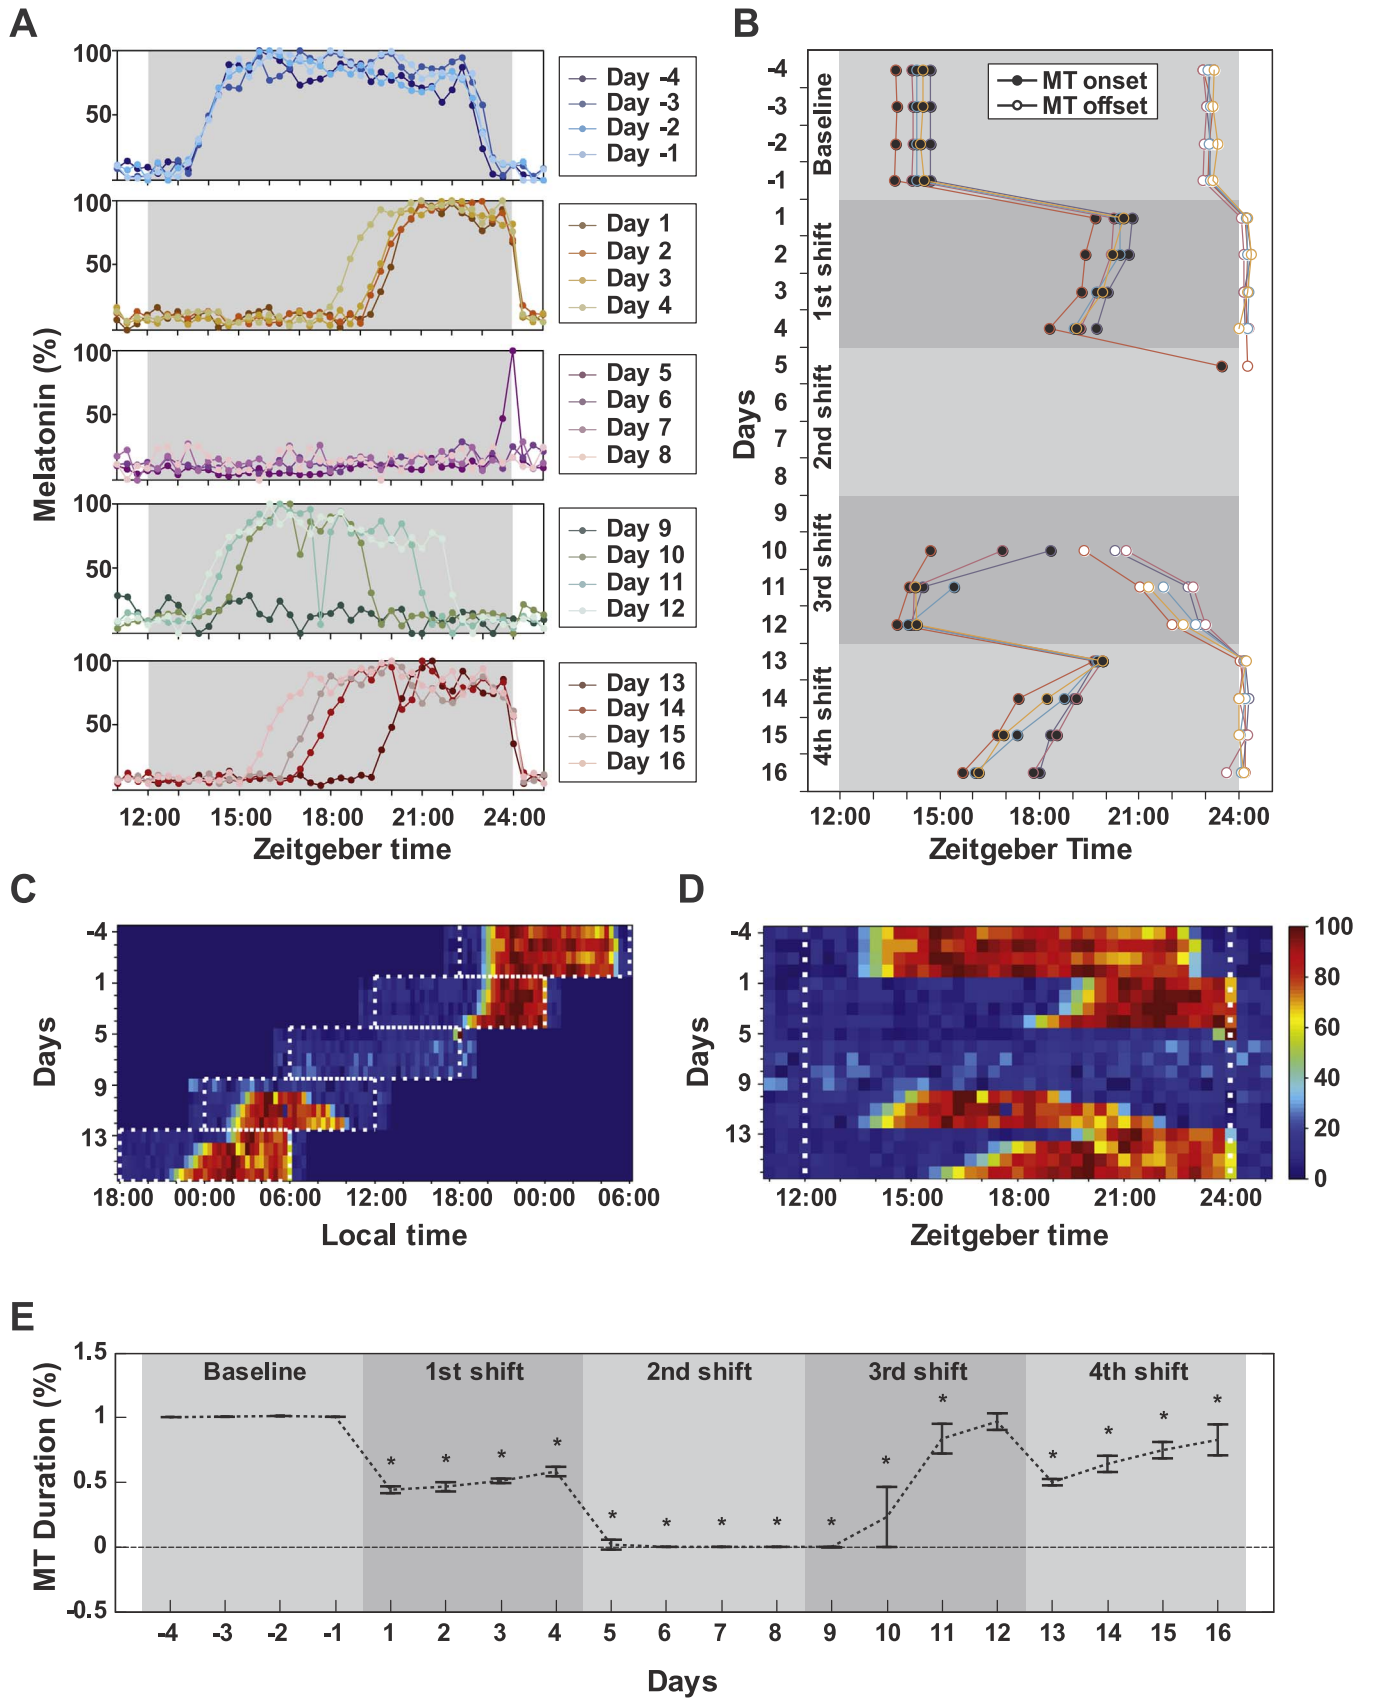 A
100
50
Day -4
Day -3
Day -2
Day -1
100
50
Day 1
Day 2
Day 3
Day 4
100
50
Day 5
Day 6
Day 7
Day 8
100
50
Day 9
Day 10
Day 11
Day 12
100
50
Day 13
Day 14
Day 15
Day 16
Melatonin (%)
12:00 15:00 18:00 21:00 24:00
Zeitgeber time
B
MT onset
MT offset
-4
-3
-2
-1
1
2
3
4
5
6
7
8
9
10
11
12
13
14
15
16
Days
Baseline
1st shift
2nd shift
3rd shift
4th shift
12:00 15:00 18:00 21:00 24:00
Zeitgeber Time
C
-4
1
5
9
13
Days
18:00 00:00 06:00 12:00 18:00 00:00 06:00
Local time
D
-4
1
5
9
13
Days
12:00 15:00 18:00 21:00 24:00
Zeitgeber time
100
80
60
40
20
0
E
1.5
1
0.5
0
-0.5
MT Duration (%)
Baseline 1st shift 2nd shift 3rd shift 4th shift
* * * * * * * * * * * * * * *
-4 -3 -2 -1 1 2 3 4 5 6 7 8 9 10 11 12 13 14 15 16
Days